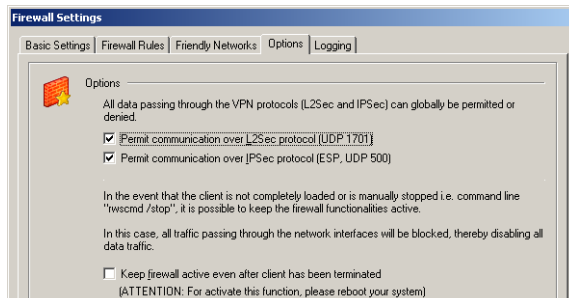 Firewall Settings
Basic Settings Firewall Rules Friendly Networks Options Logging
Options
All data passing through the VPN protocols (L2Sec and IPSec) can globally be permitted or
denied.
Permit communication over L2Sec protocol (UDP 1701)
Permit communication over IPSec protocol (ESP, UDP 500)
In the event that the client is not completely loaded or is manually stopped i.e. command line
"rwscmd /stop", it is possible to keep the firewall functionalities active.
In this case, all traffic passing through the network interfaces will be blocked, thereby disabling all
data traffic.
Keep firewall active even after client has been terminated
(ATTENTION: For activate this function, please reboot your system)